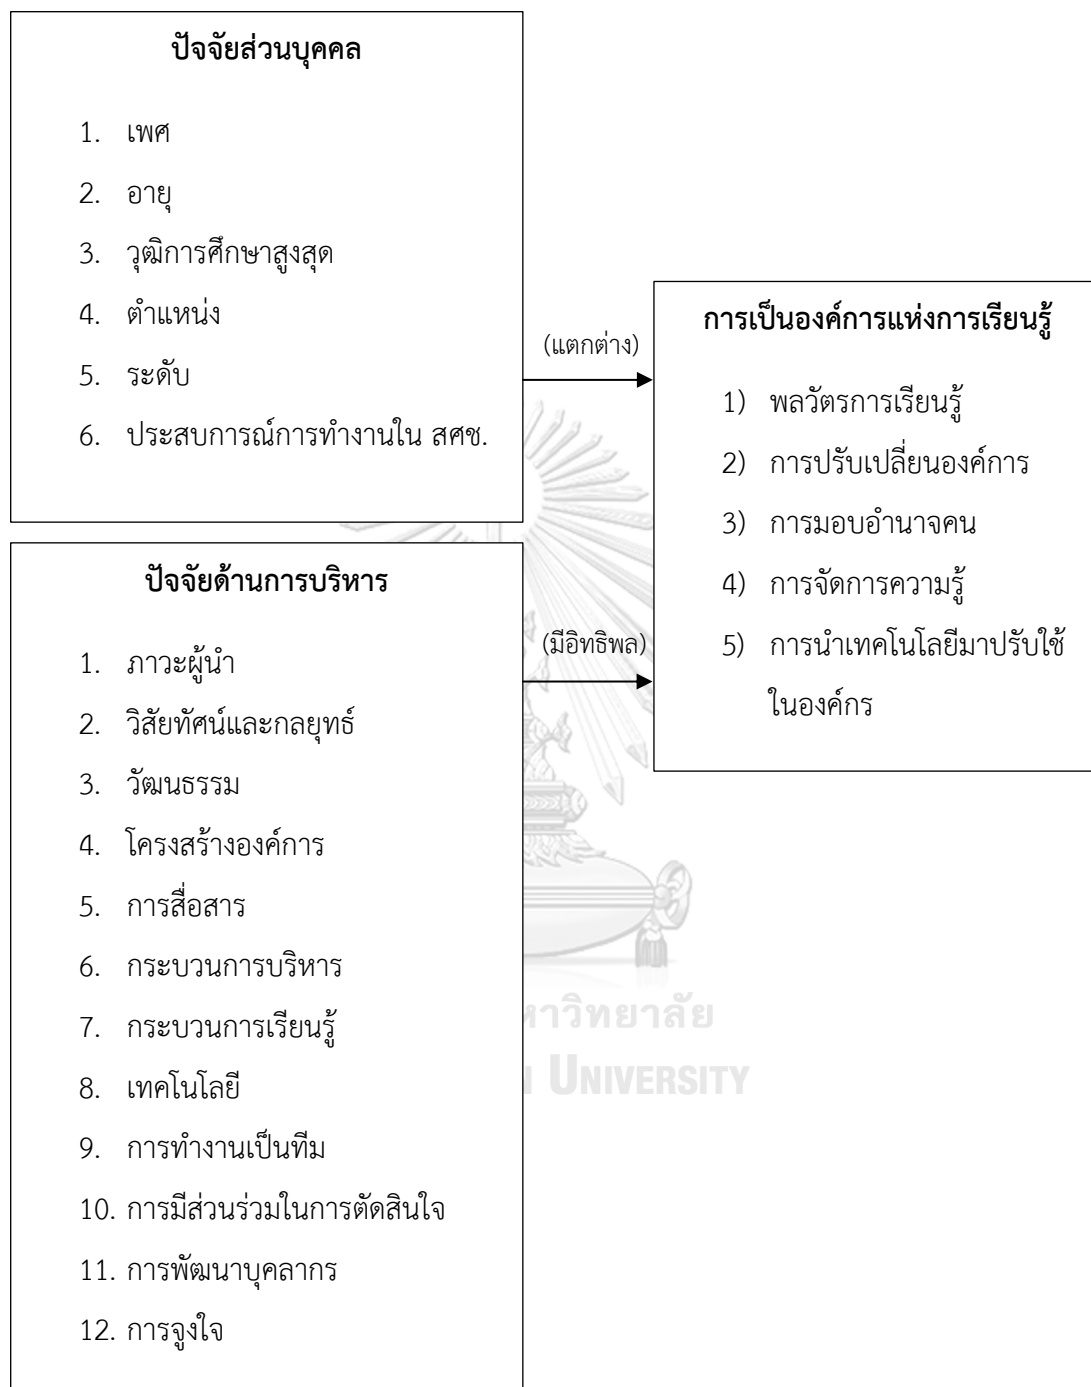 ปัจจัยส่วนบุคคล
1. เพศ
2. อายุ
3. วุฒิการศึกษาสูงสุด
4. ตำแหน่ง
5. ระดับ
6. ประสบการณ์การทำงานใน สศช.
(แตกต่าง)
ปัจจัยด้านการบริหาร
1. ภาวะผู้นำ
2. วิสัยทัศน์และกลยุทธ์
3. วัฒนธรรม
4. โครงสร้างองค์การ
5. การสื่อสาร
6. กระบวนการบริหาร
7. กระบวนการเรียนรู้
8. เทคโนโลยี
9. การทำงานเป็นทีม
10. การมีส่วนร่วมในการตัดสินใจ
11. การพัฒนาบุคลากร
12. การจูงใจ
(มีอิทธิพล)
การเป็นองค์การแห่งการเรียนรู้
1) พลวัตรการเรียนรู้
2) การปรับเปลี่ยนองค์การ
3) การมอบอำนาจคน
4) การจัดการความรู้
5) การนำเทคโนโลยีมาปรับใช้
ในองค์กร
หาวิทยาลัย
UNIVERSITY